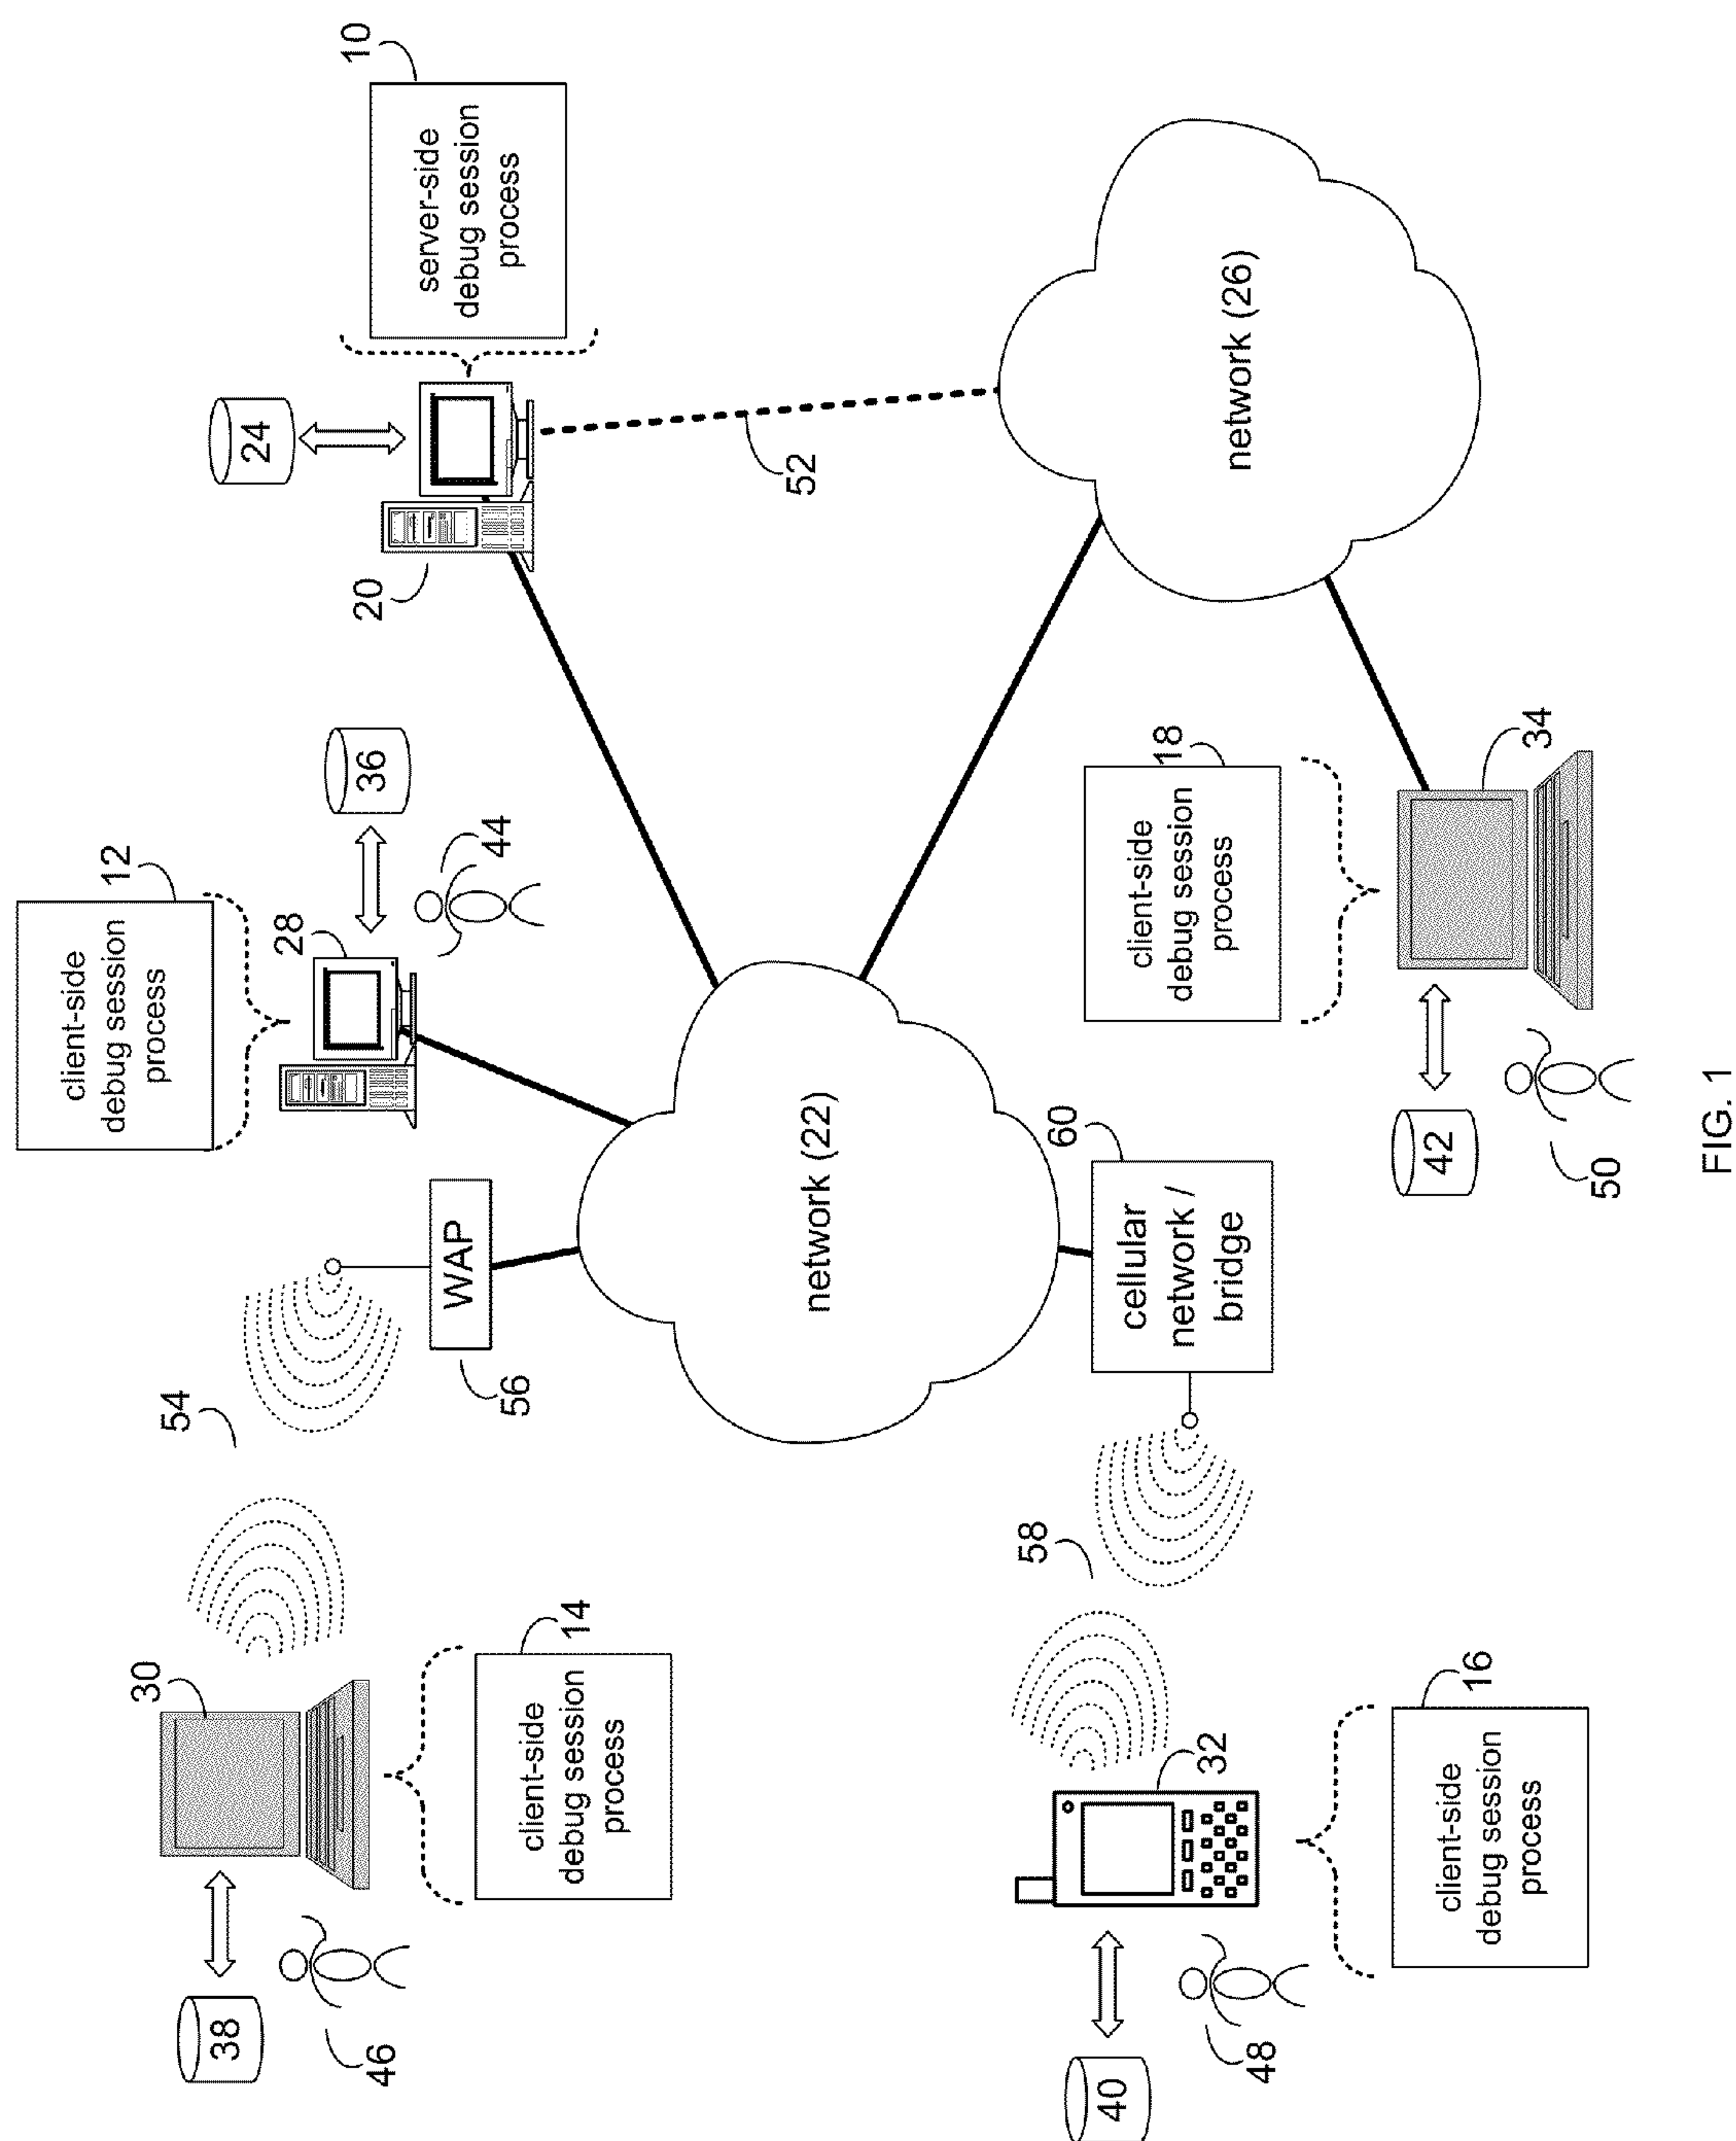 38
46
30
client-side
debug session
process
14
54
WAP
56
client-side
debug session
process
12
28
36
44
24
20
server-side
debug session
process
10
network (22)
52
network (26)
40
48
32
client-side
debug session
process
16
58
cellular
network /
bridge
60
client-side
debug session
process
18
34
42
50
FIG. 1